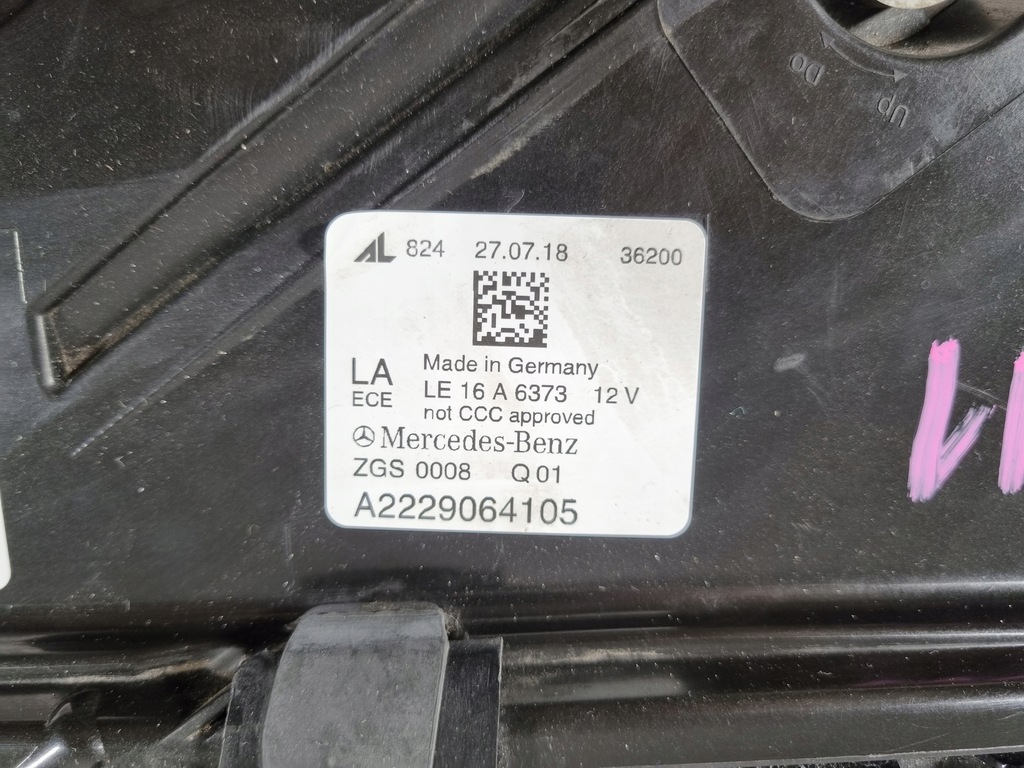 DO
UP
AL 824 27.07.18 36200
LA
ECE
Made in Germany
LE 16 A 6373 12 V
not CCC approved
Mercedes-Benz
ZGS 0008 Q 01
A2229064105